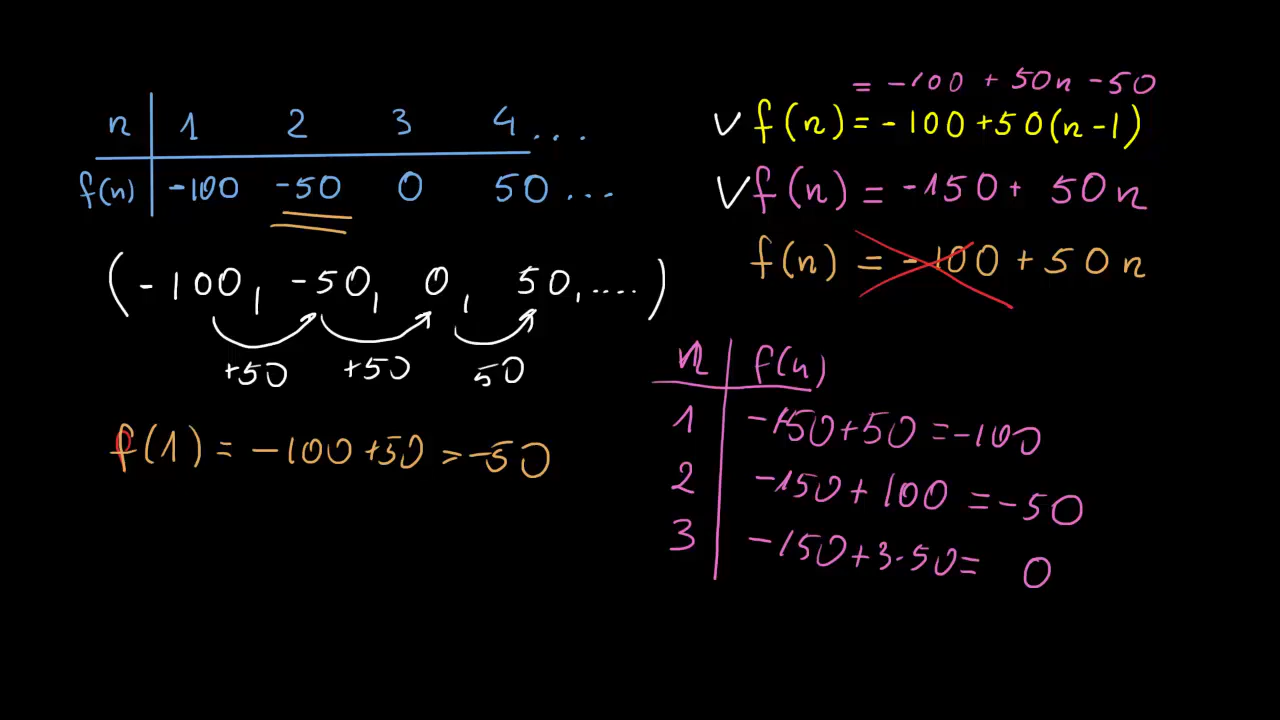 n 1 2 3 4 ...
f(n) -100 -50 0 50 ...
(-100, -50, 0, 50, ....)
+50 +50 50
f(1) = -100 +50 = -50
= -100 + 50n -50
✓ f(n) = -100 +50(n-1)
✓ f(n) = -150 + 50n
f(n) = -100 + 50n
n f(n)
1 -150+50 = -100
2 -150+100 = -50
3 -150+3·50 = 0